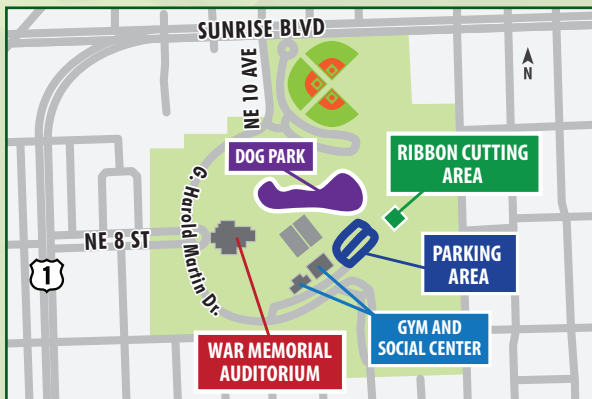 SUNRISE BLVD
NE 10 AVE
N
DOG PARK
RIBBON CUTTING
AREA
G. Harold Martin Dr.
NE 8 ST
1
PARKING
AREA
GYM AND
SOCIAL CENTER
WAR MEMORIAL
AUDITORIUM